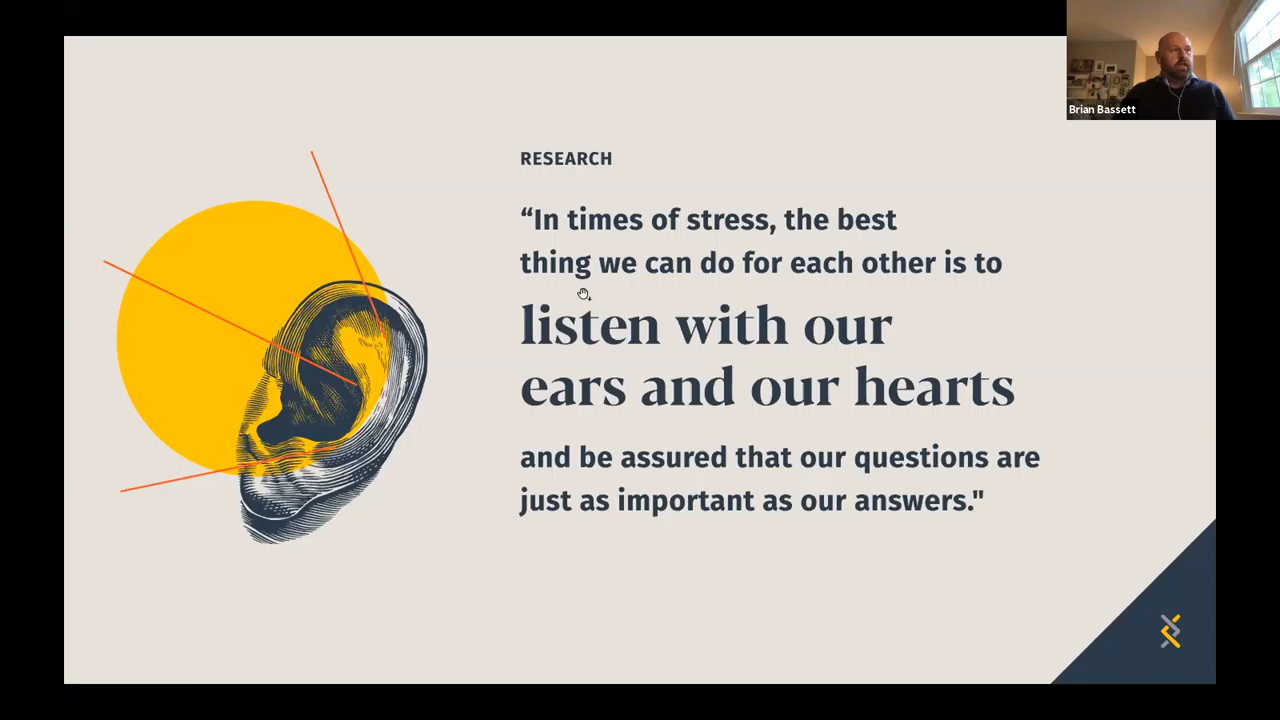 Brian Bassett
RESEARCH
“In times of stress, the best
thing we can do for each other is to
listen with our
ears and our hearts
and be assured that our questions are
just as important as our answers."